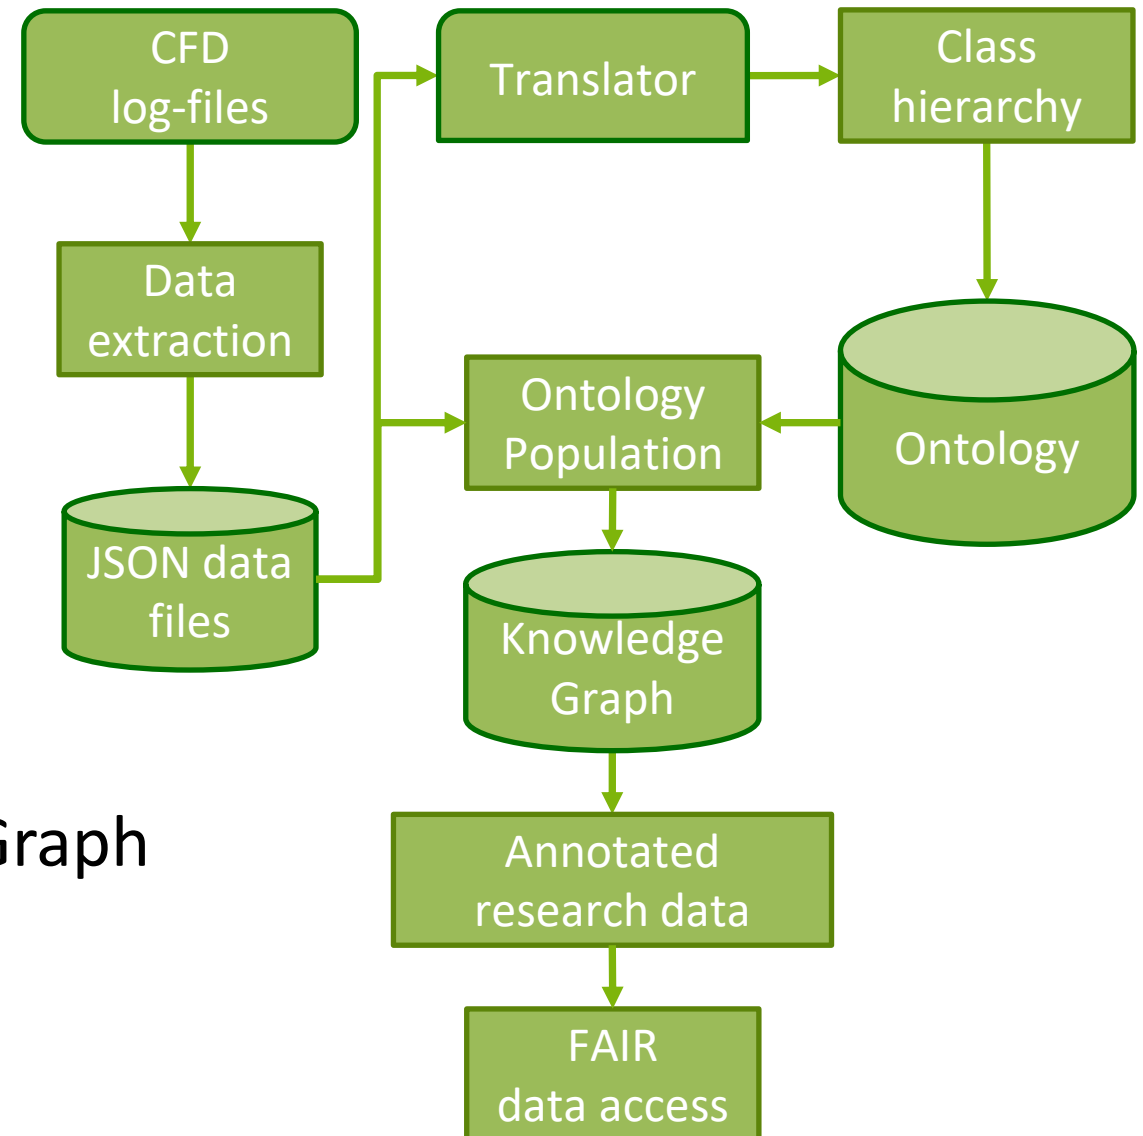 CFD
log-files
Translator
Class
hierarchy
Data
extraction
Ontology
Population
Ontology
JSON data
files
Knowledge
Graph
Graph
Annotated
research data
FAIR
data access